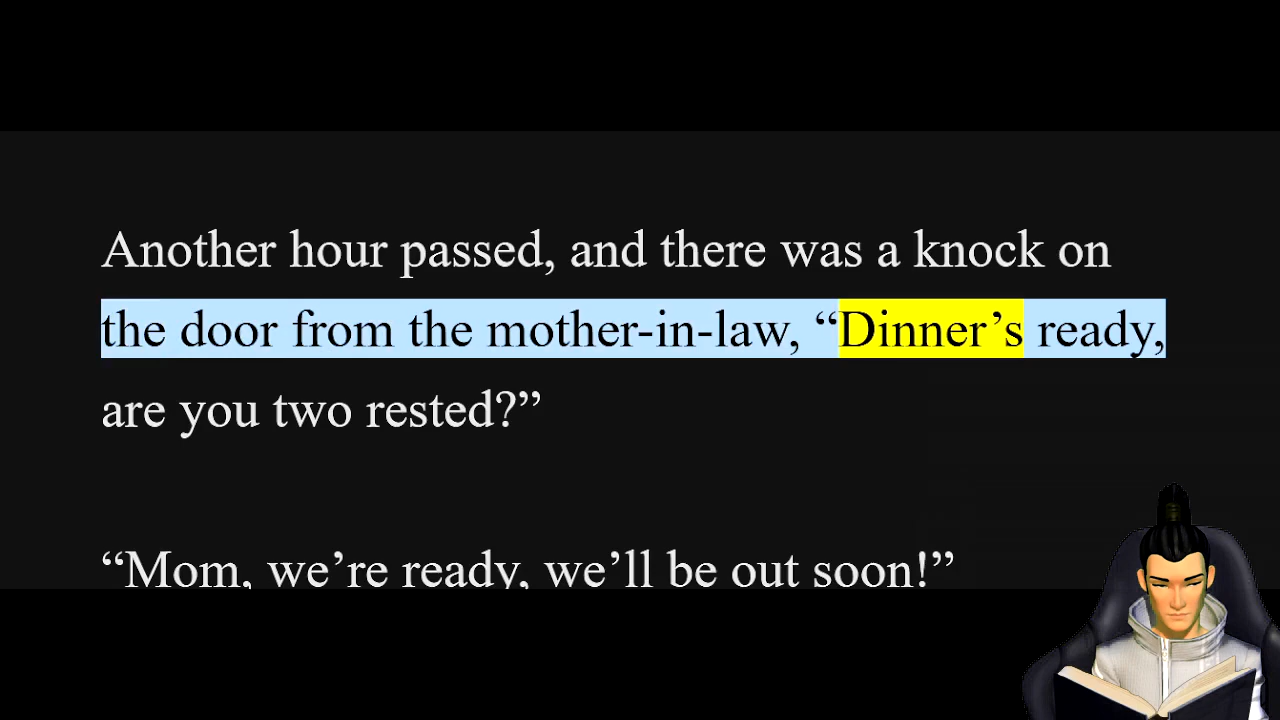 Another hour passed, and there was a knock on
the door from the mother-in-law, “Dinner’s ready,
are you two rested?”
“Mom, we’re ready, we’ll be out soon!”